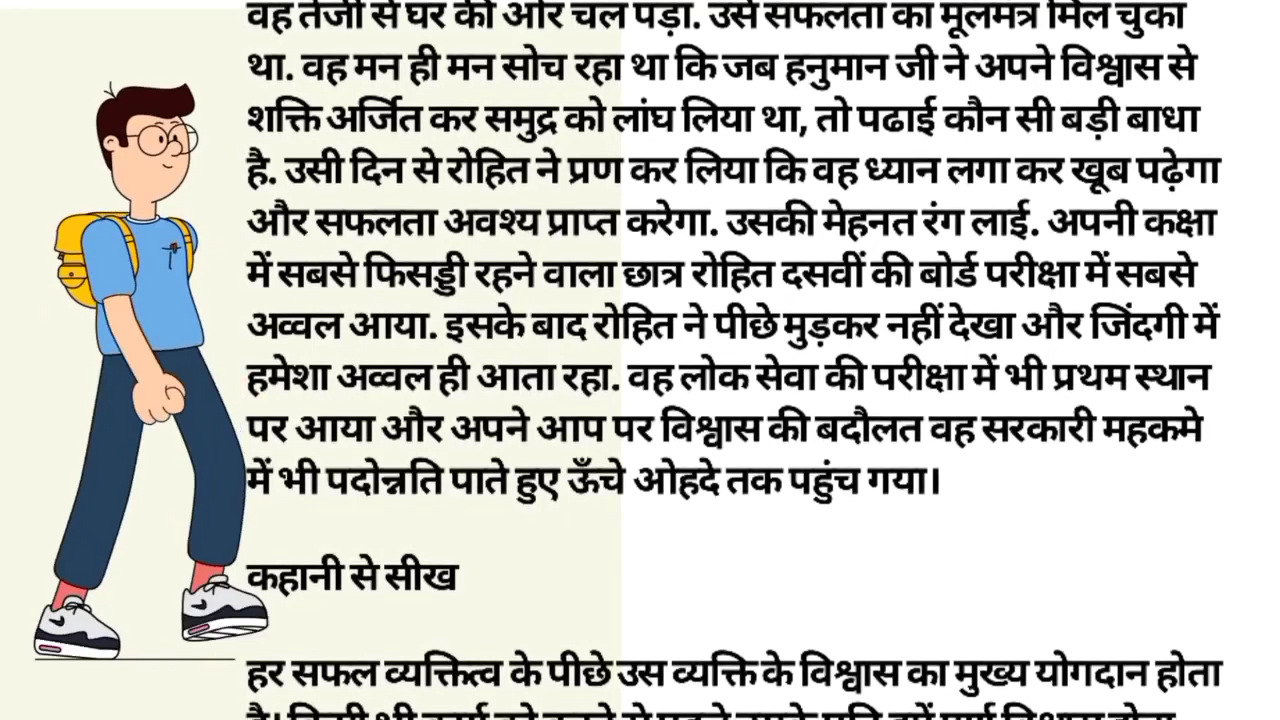 वह तेजी से घर की ओर चल पड़ा. उसे सफलता का मूलमंत्र मिल चुका
था. वह मन ही मन सोच रहा था कि जब हनुमान जी ने अपने विश्वास से
शक्ति अर्जित कर समुद्र को लांघ लिया था, तो पढाई कौन सी बड़ी बाधा
है. उसी दिन से रोहित ने प्रण कर लिया कि वह ध्यान लगा कर खूब पढ़ेगा
और सफलता अवश्य प्राप्त करेगा. उसकी मेहनत रंग लाई. अपनी कक्षा
में सबसे फिसड्डी रहने वाला छात्र रोहित दसवीं की बोर्ड परीक्षा में सबसे
अव्वल आया. इसके बाद रोहित ने पीछे मुड़कर नहीं देखा और जिंदगी में
हमेशा अव्वल ही आता रहा. वह लोक सेवा की परीक्षा में भी प्रथम स्थान
पर आया और अपने आप पर विश्वास की बदौलत वह सरकारी महकमे
में भी पदोन्नति पाते हुए ऊँचे ओहदे तक पहुंच गया।
कहानी से सीख
हर सफल व्यक्तित्व के पीछे उस व्यक्ति के विश्वास का मुख्य योगदान होता